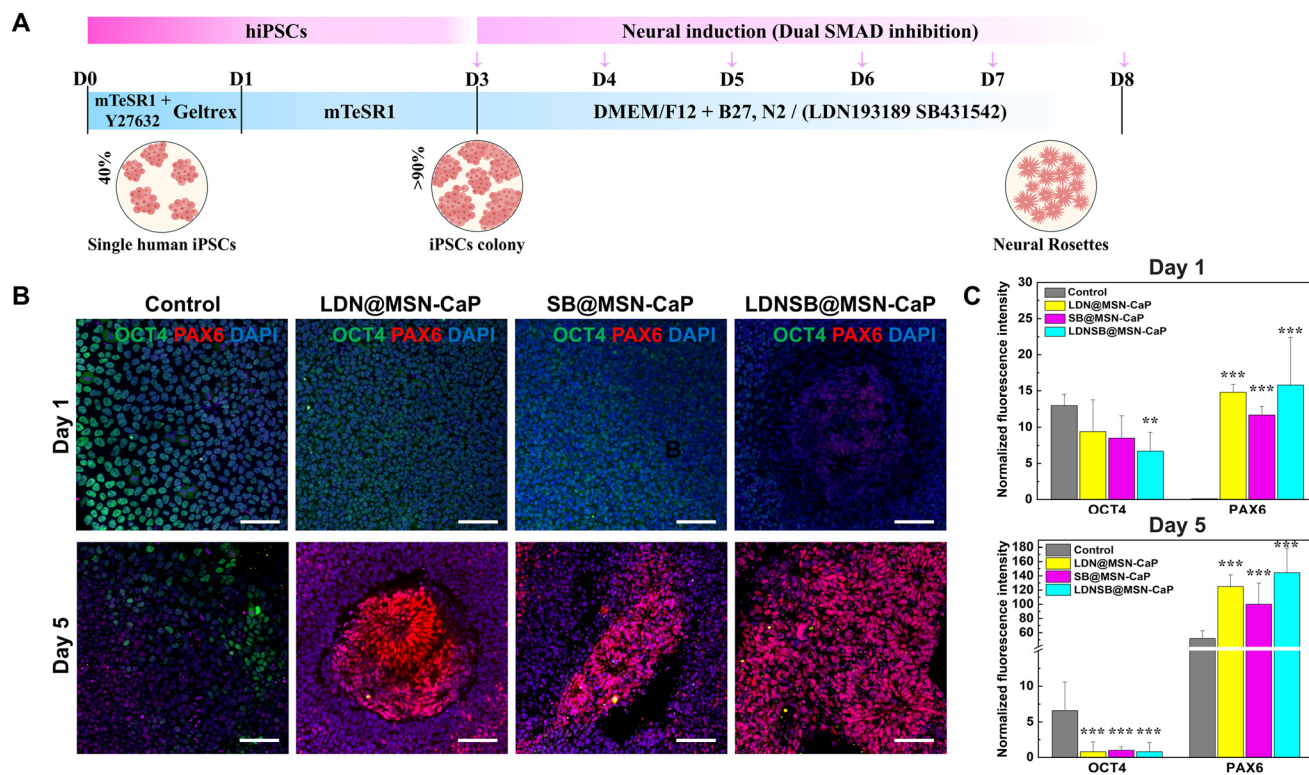 A
hiPSCs
Neural induction (Dual SMAD inhibition)
D0 D1 D3 D4 D5 D6 D7 D8
mTeSR1 +
Y27632
Geltrex
mTeSR1
DMEM/F12 + B27, N2 / (LDN193189 SB431542)
40%
>90%
Single human iPSCs
iPSCs colony
Neural Rosettes
B
Control
LDN@MSN-CaP
SB@MSN-CaP
LDNSB@MSN-CaP
OCT4 PAX6 DAPI
OCT4 PAX6 DAPI
OCT4 PAX6 DAPI
OCT4 PAX6 DAPI
Day 1
B
Day 5
C
Day 1
Normalized fluorescence intensity
30
25
20
15
10
5
0
Control
LDN@MSN-CaP
SB@MSN-CaP
LDNSB@MSN-CaP
**
***
***
***
OCT4
PAX6
Day 5
Normalized fluorescence intensity
180
160
140
120
100
80
60
10
5
0
Control
LDN@MSN-CaP
SB@MSN-CaP
LDNSB@MSN-CaP
*** *** ***
***
***
***
OCT4
PAX6